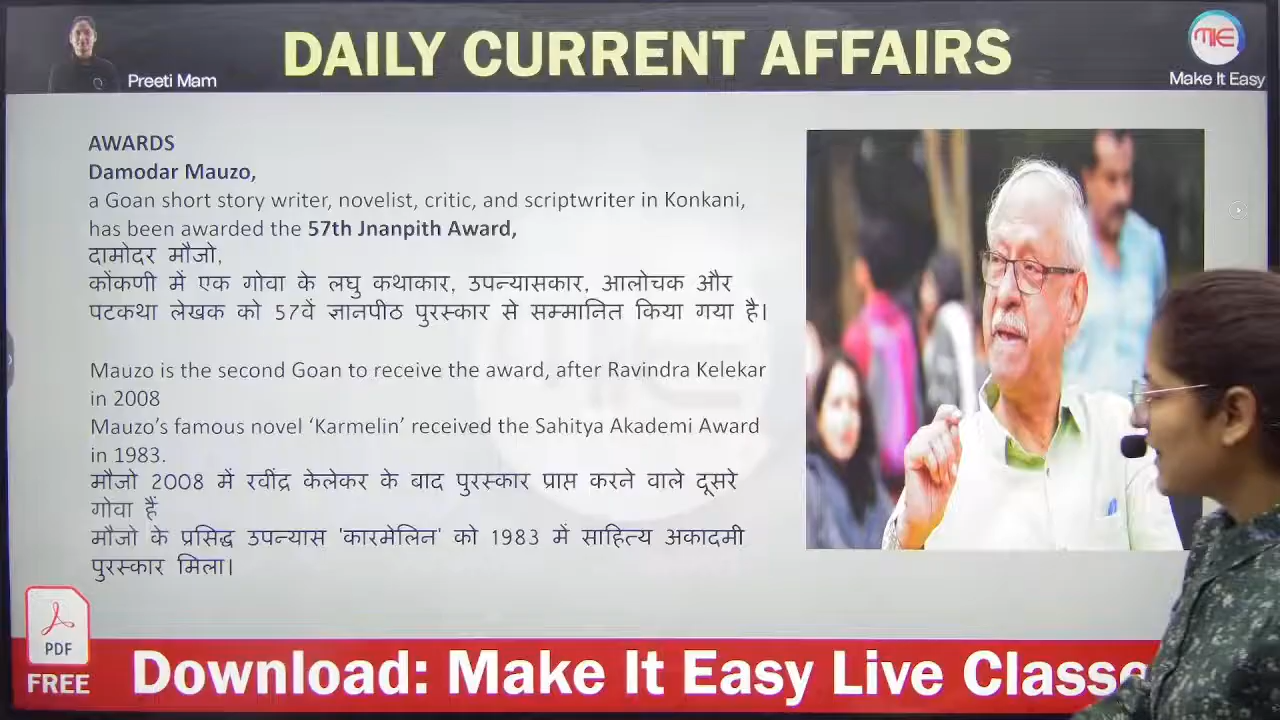 Preeti Mam
DAILY CURRENT AFFAIRS
MIE
Make It Easy
AWARDS
Damodar Mauzo,
a Goan short story writer, novelist, critic, and scriptwriter in Konkani,
has been awarded the 57th Jnanpith Award,
दामोदर मौजो,
कोंकणी में एक गोवा के लघु कथाकार, उपन्यासकार, आलोचक और
पटकथा लेखक को 57वें ज्ञानपीठ पुरस्कार से सम्मानित किया गया है।
Mauzo is the second Goan to receive the award, after Ravindra Kelekar
in 2008
Mauzo's famous novel ‘Karmelin’ received the Sahitya Akademi Award
in 1983.
मौजो 2008 में रवींद्र केलेकर के बाद पुरस्कार प्राप्त करने वाले दूसरे
गोवा हैं
मौजो के प्रसिद्ध उपन्यास 'कारमेलिन' को 1983 में साहित्य अकादमी
पुरस्कार मिला।
PDF
FREE
Download: Make It Easy Live Classe